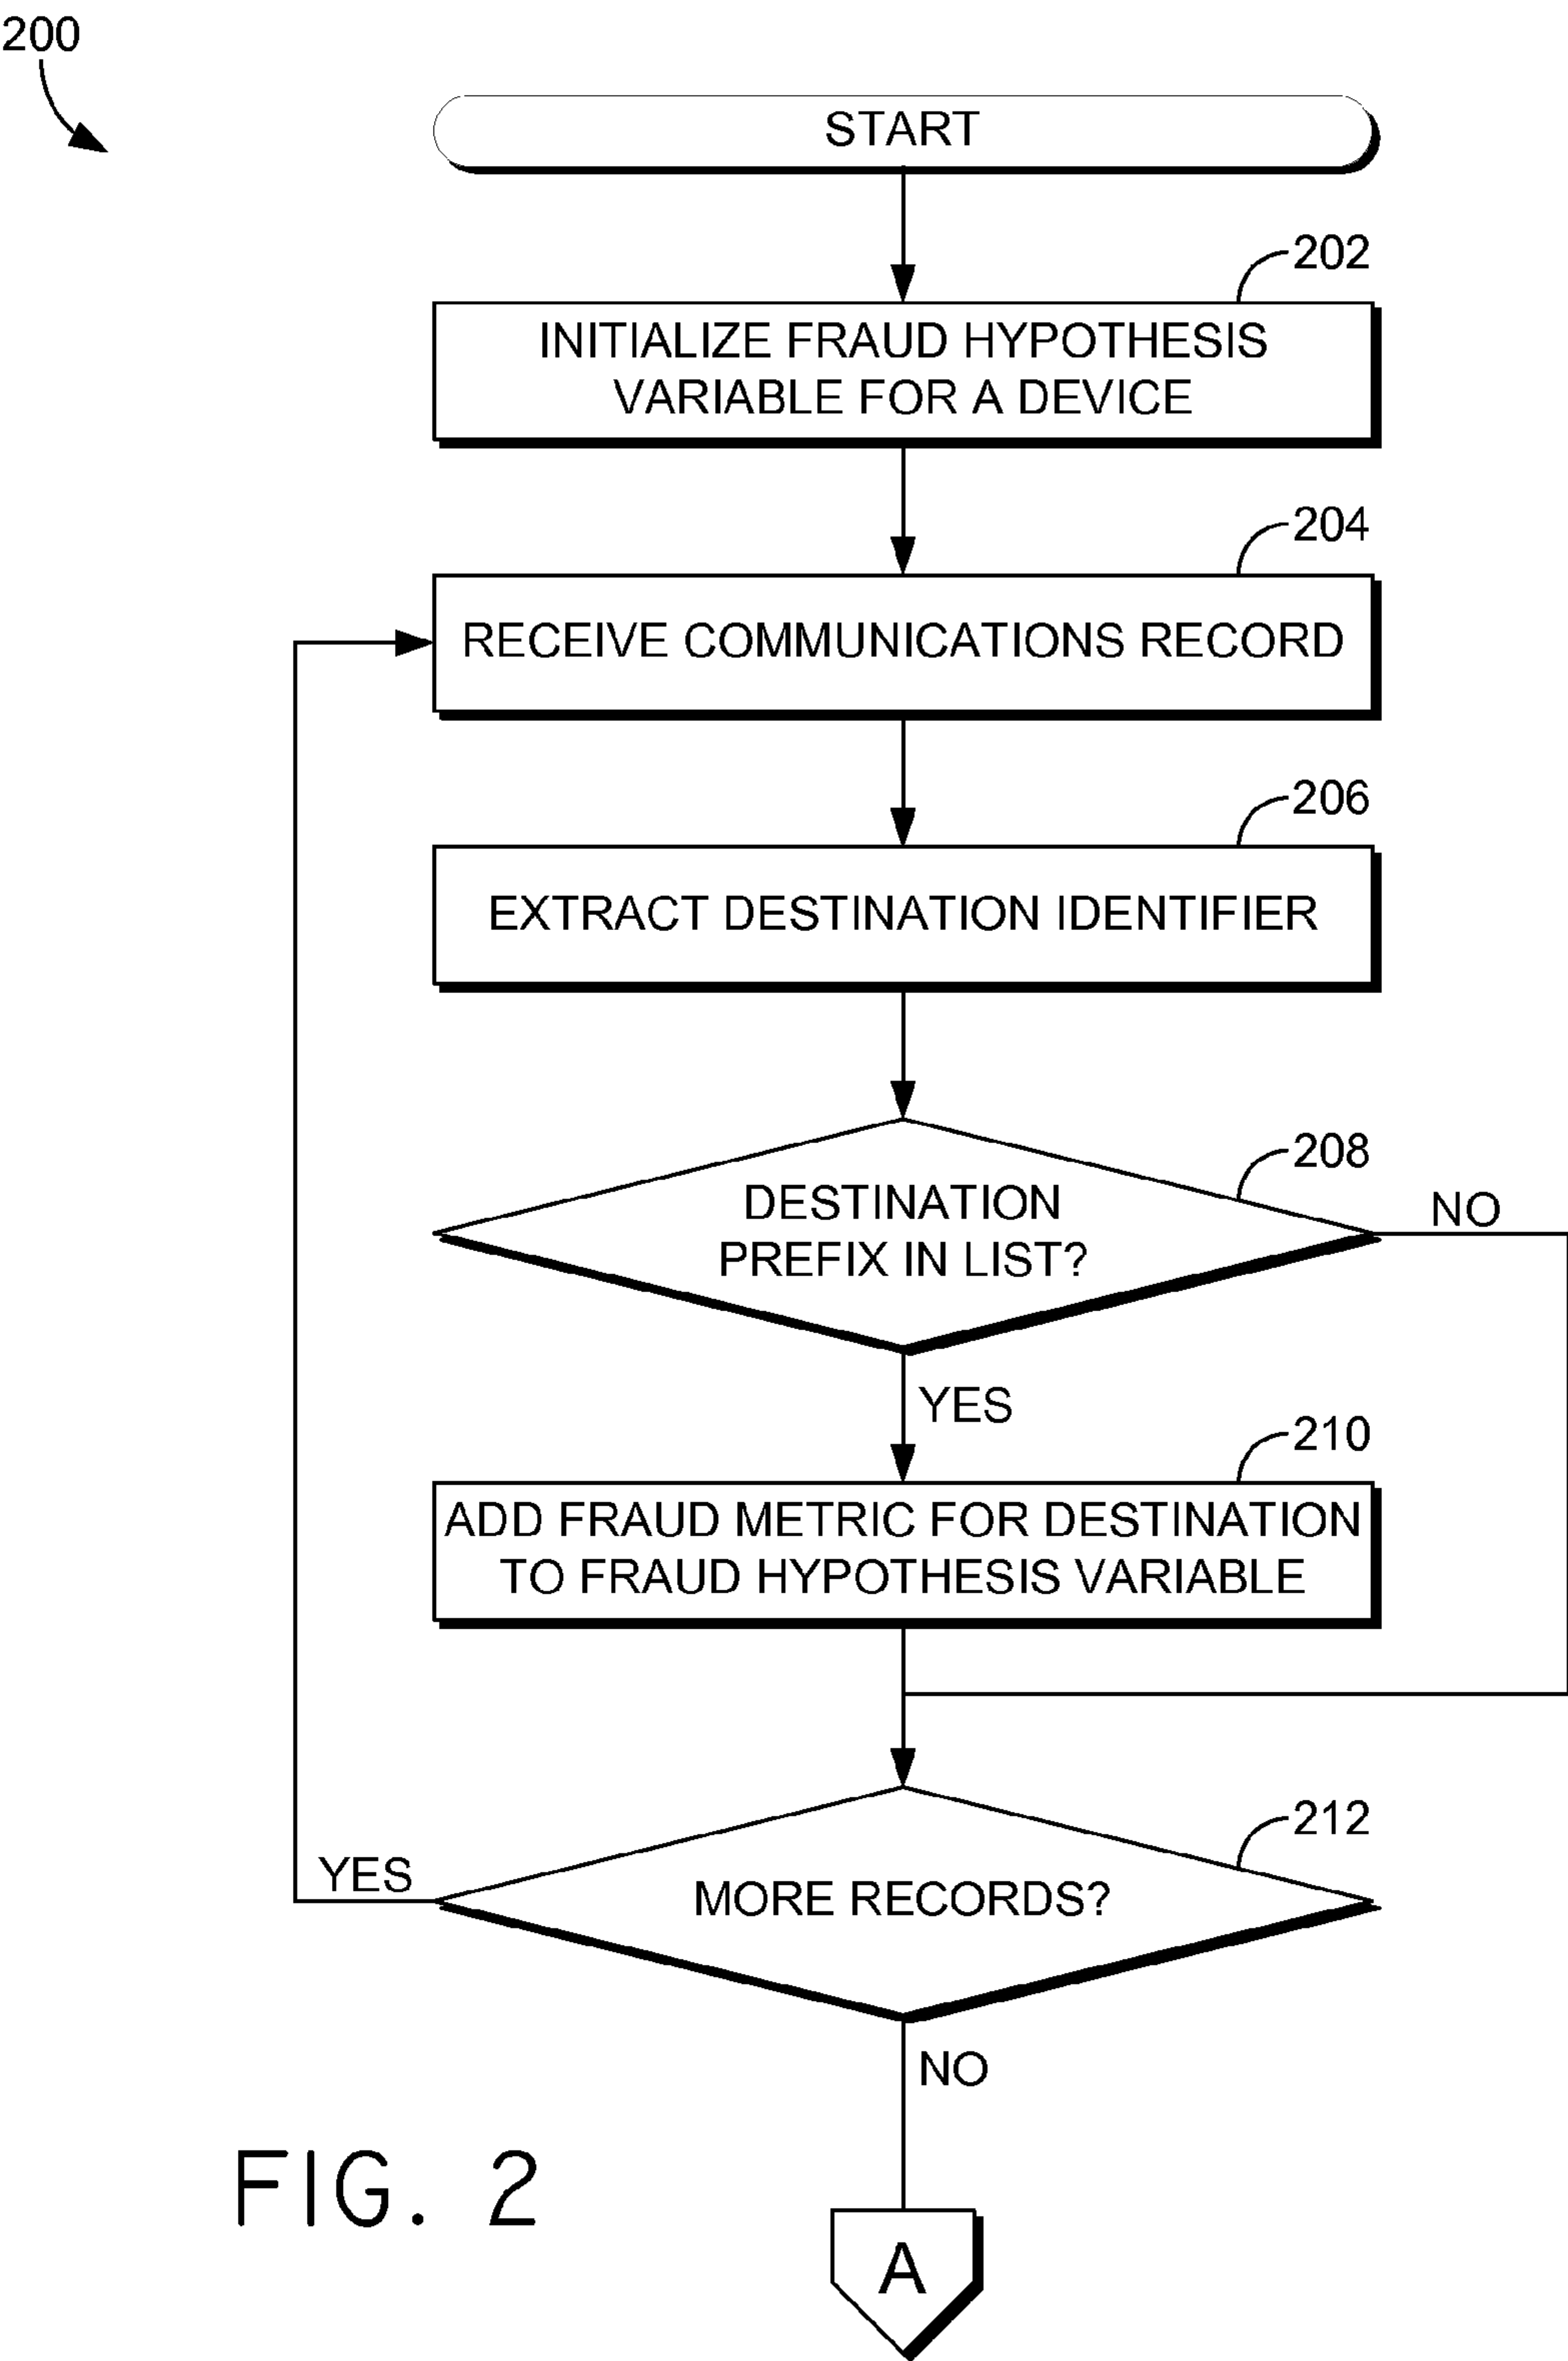 200
START
202
INITIALIZE FRAUD HYPOTHESIS
VARIABLE FOR A DEVICE
204
RECEIVE COMMUNICATIONS RECORD
206
EXTRACT DESTINATION IDENTIFIER
208
DESTINATION
PREFIX IN LIST?
NO
YES
210
ADD FRAUD METRIC FOR DESTINATION
TO FRAUD HYPOTHESIS VARIABLE
212
YES
MORE RECORDS?
NO
FIG. 2
A